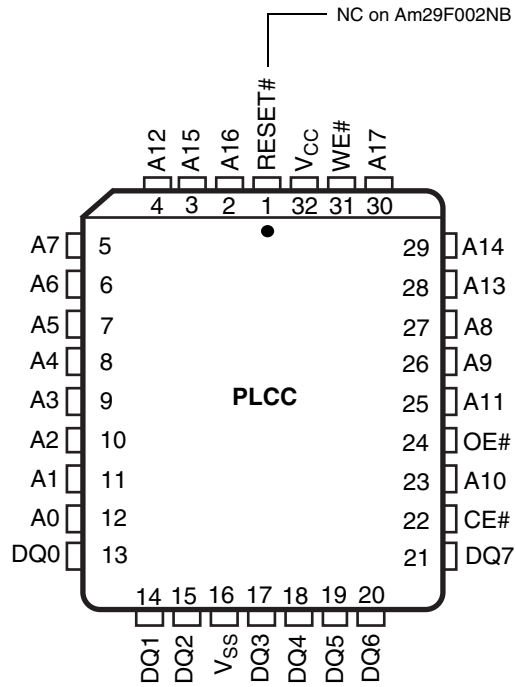 NC on Am29F002NB
A12 A15 A16 RESET# VCC WE# A17
4 3 2 1 32 31 30
A7 5 29 A14
A6 6 28 A13
A5 7 27 A8
A4 8 26 A9
A3 9 PLCC 25 A11
A2 10 24 OE#
A1 11 23 A10
A0 12 22 CE#
DQ0 13 21 DQ7
14 15 16 17 18 19 20
DQ1 DQ2 VSS DQ3 DQ4 DQ5 DQ6